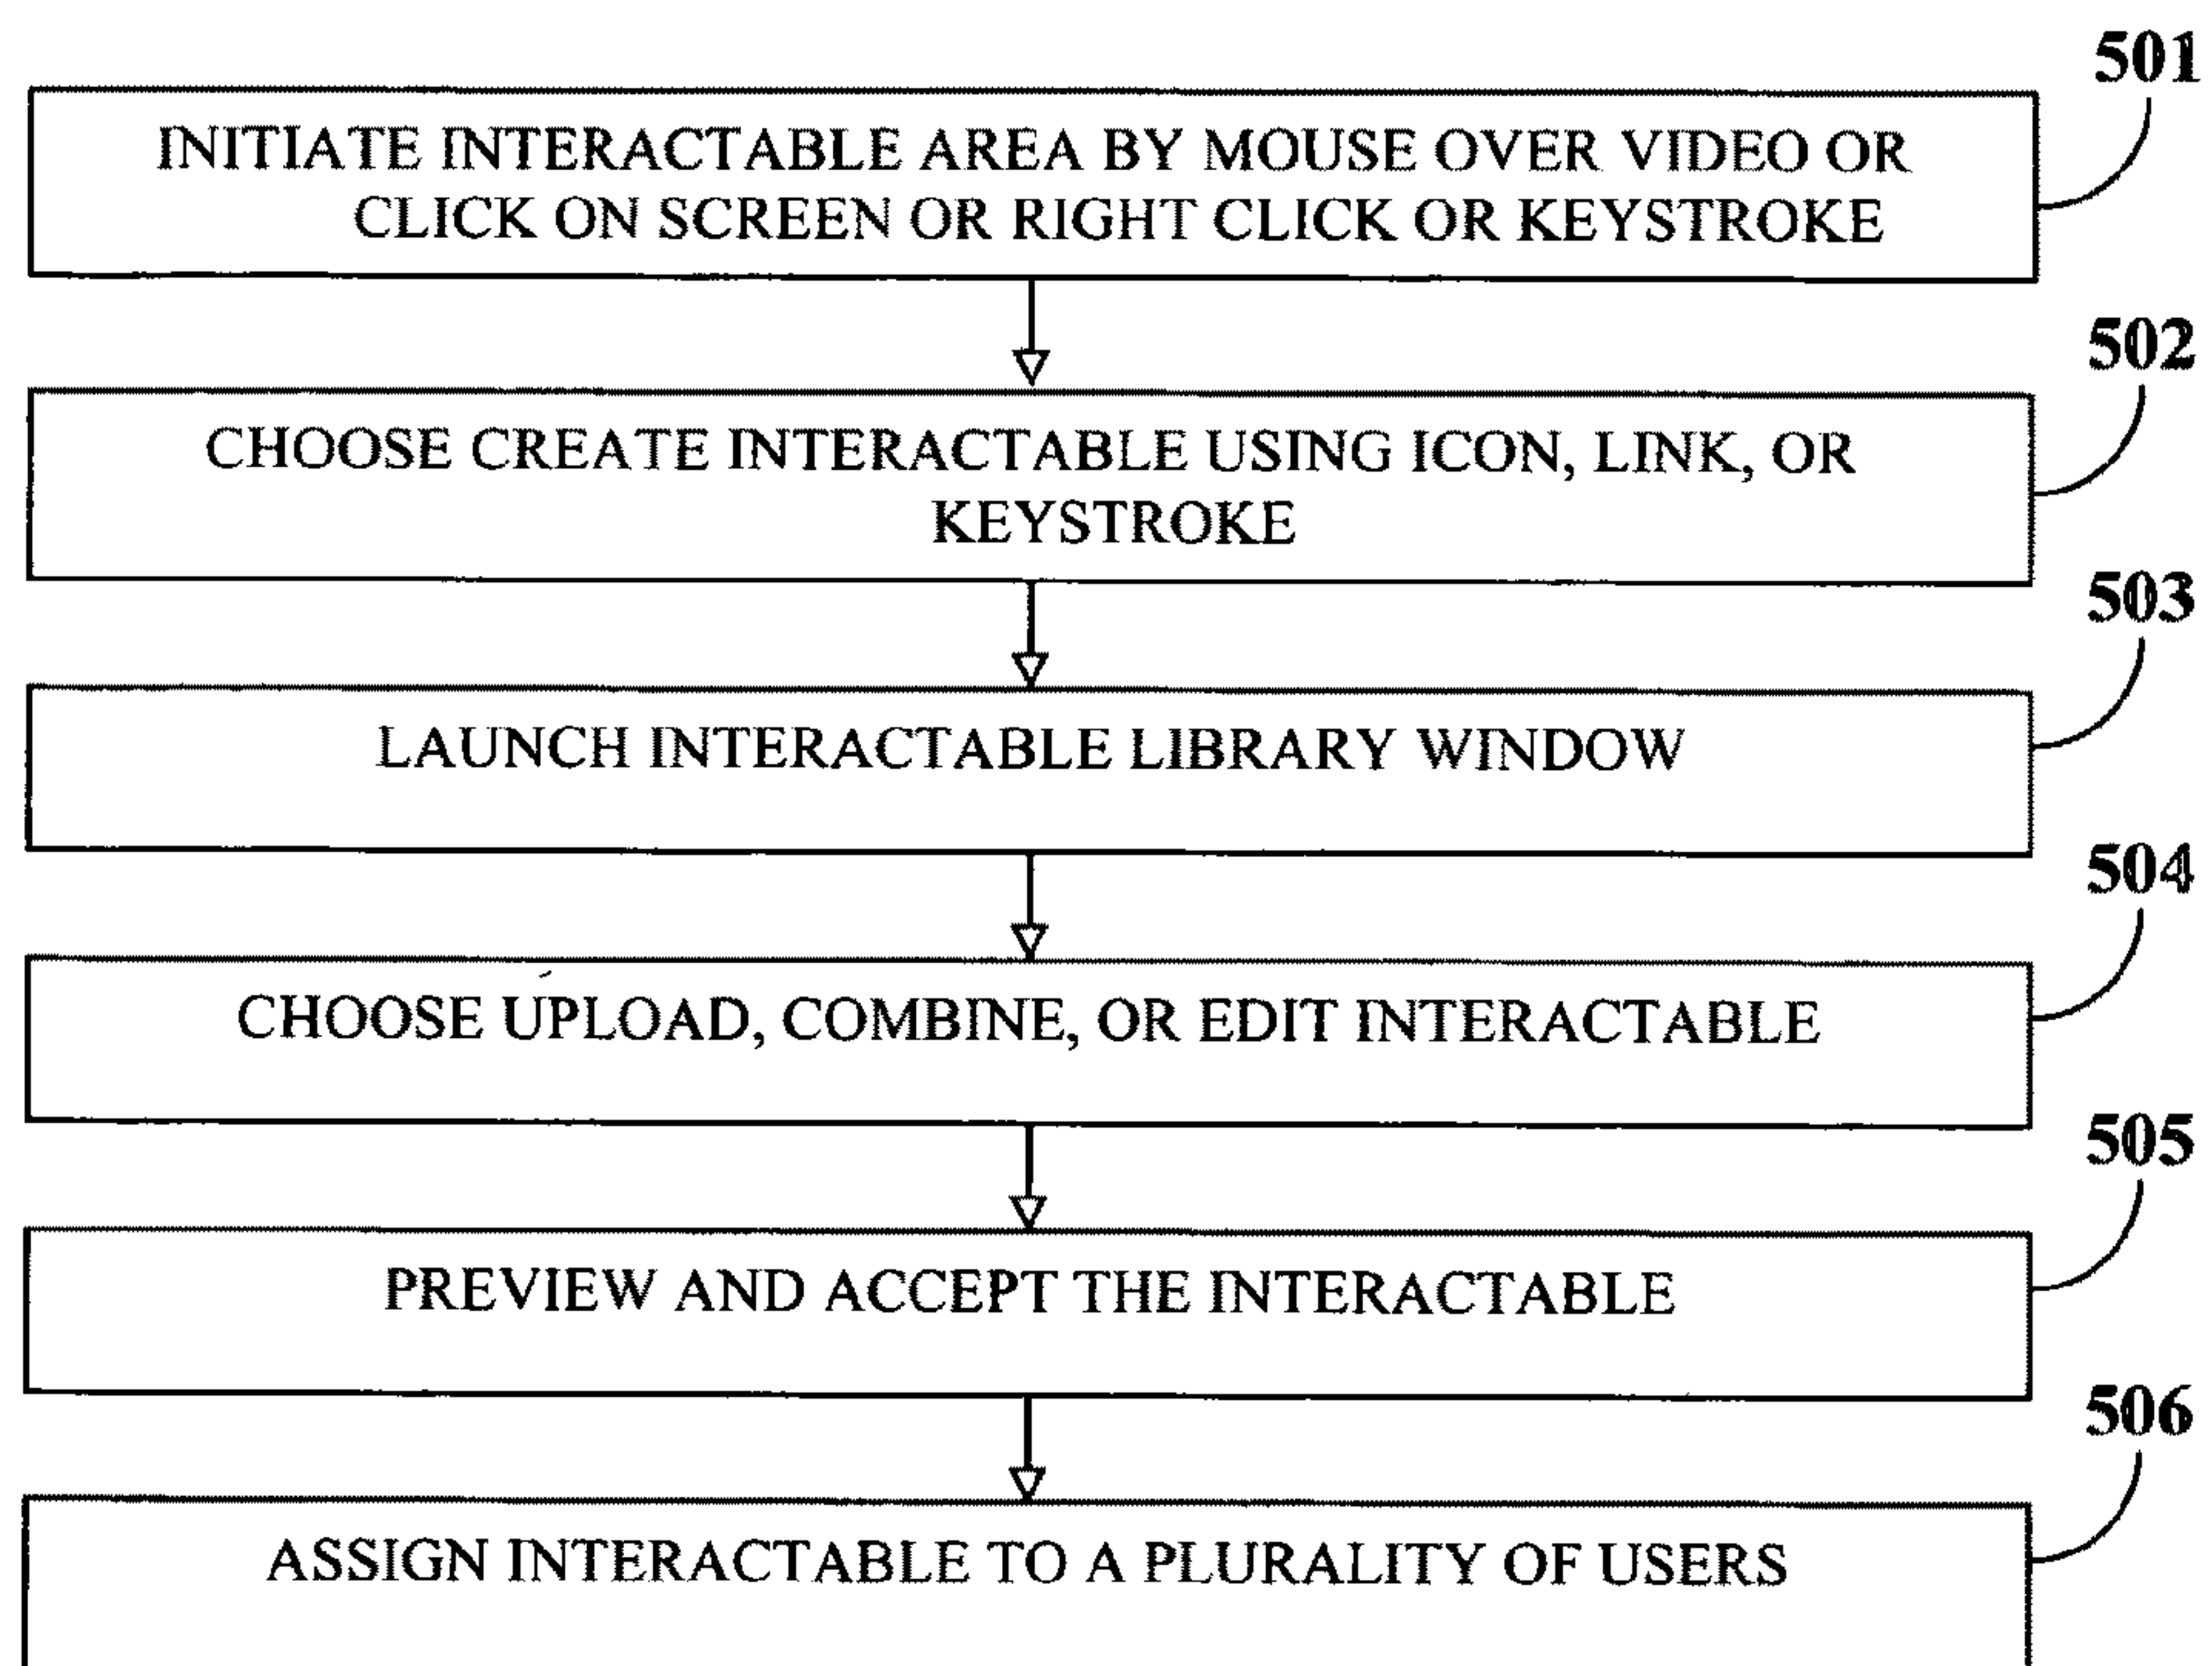 501
INITIATE INTERACTABLE AREA BY MOUSE OVER VIDEO OR
CLICK ON SCREEN OR RIGHT CLICK OR KEYSTROKE
502
CHOOSE CREATE INTERACTABLE USING ICON, LINK, OR
KEYSTROKE
503
LAUNCH INTERACTABLE LIBRARY WINDOW
504
CHOOSE UPLOAD, COMBINE, OR EDIT INTERACTABLE
505
PREVIEW AND ACCEPT THE INTERACTABLE
506
ASSIGN INTERACTABLE TO A PLURALITY OF USERS